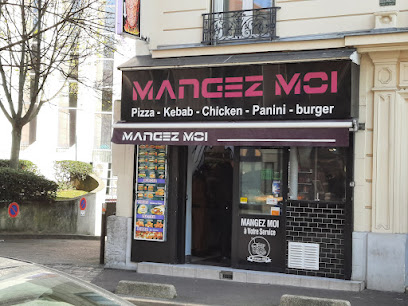 MANGEZ MOI
Pizza - Kebab - Chicken - Panini - burger
MANGEZ MOI
MANGEZ MOI
à Votre Service